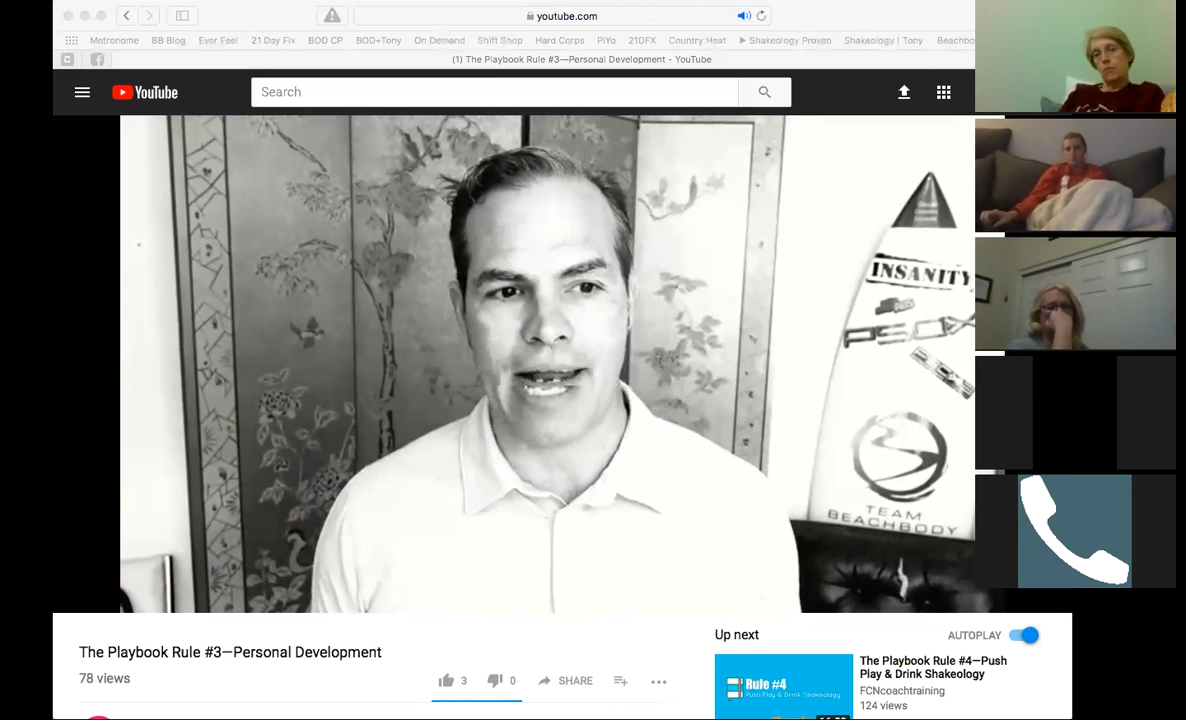 youtube.com
Metronome BB Blog Ever Feel 21 Day Fix BOD CP BOD+Tony On Demand Shift Shop Hard Corps PiYo 21DFX Country Heat Shakeology Proven Shakeology | Tony Beachbo
(1) The Playbook Rule #3—Personal Development - YouTube
YouTube
Search
INSANITY
P90X
TEAM
BEACHBODY
The Playbook Rule #3—Personal Development
78 views
3
0
SHARE
Up next
AUTOPLAY
Rule #4
Push Play & Drink Shakeology
The Playbook Rule #4—Push
Play & Drink Shakeology
FCNcoachtraining
124 views